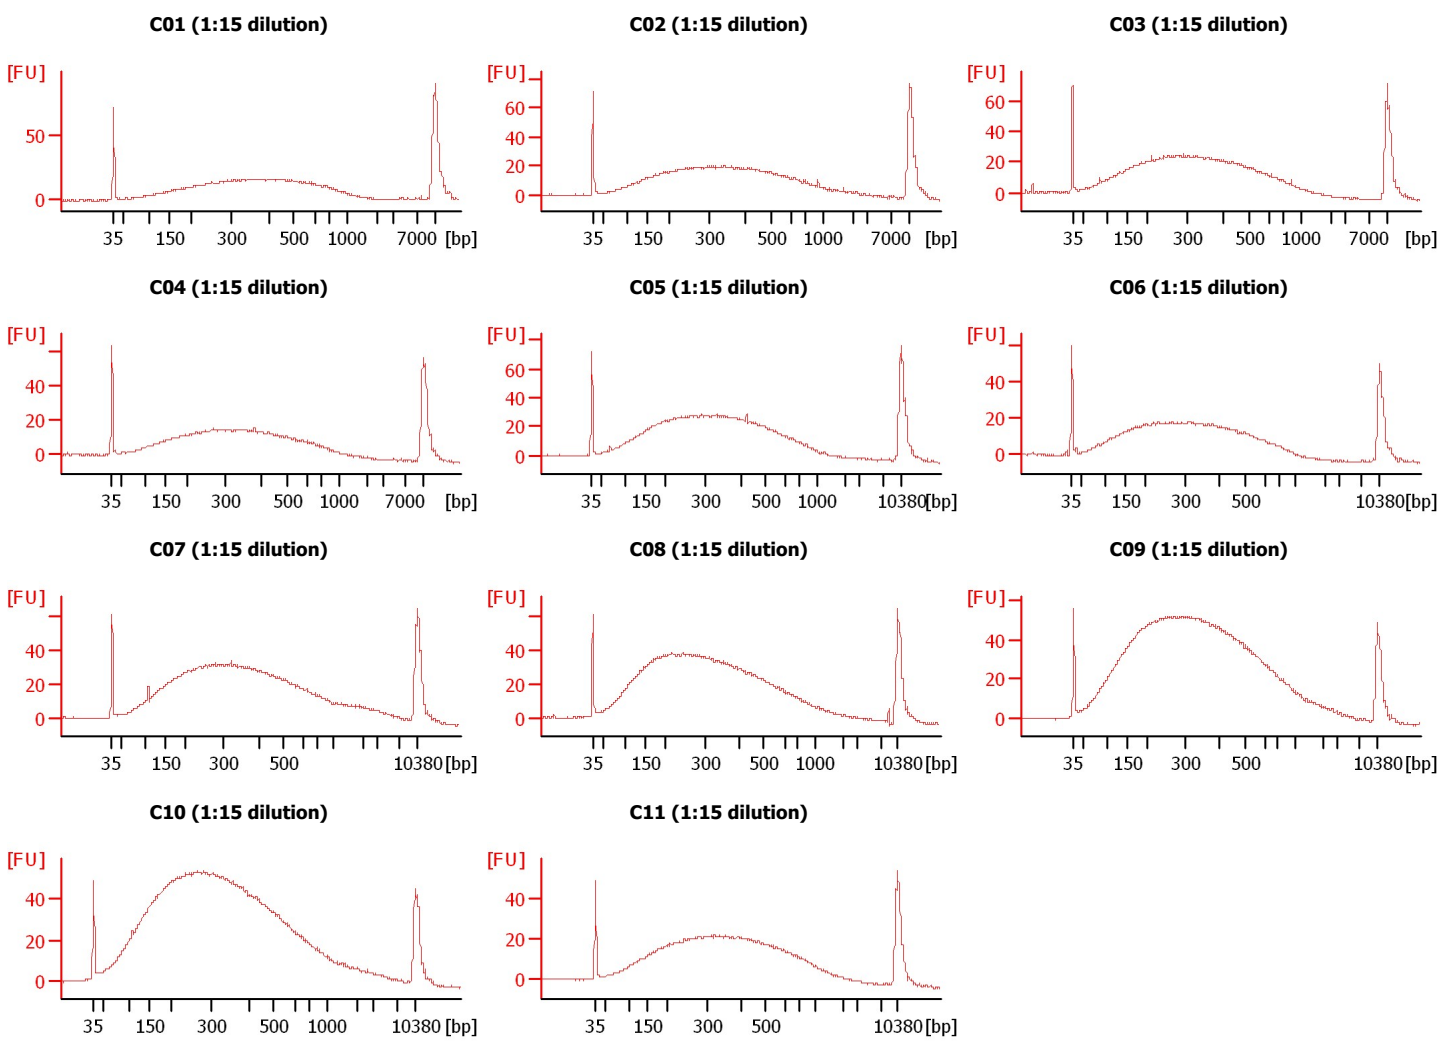 C01 (1:15 dilution)
[FU]
50
0
35 150 300 500 1000 7000 [bp]
C02 (1:15 dilution)
[FU]
60
40
20
0
35 150 300 500 1000 7000 [bp]
C03 (1:15 dilution)
[FU]
60
40
20
0
35 150 300 500 1000 7000 [bp]
C04 (1:15 dilution)
[FU]
40
20
0
35 150 300 500 1000 7000 [bp]
C05 (1:15 dilution)
[FU]
60
40
20
0
35 150 300 500 1000 10380[bp]
C06 (1:15 dilution)
[FU]
40
20
0
35 150 300 500 10380[bp]
C07 (1:15 dilution)
[FU]
40
20
0
35 150 300 500 10380[bp]
C08 (1:15 dilution)
[FU]
40
20
0
35 150 300 500 1000 10380[bp]
C09 (1:15 dilution)
[FU]
40
20
0
35 150 300 500 10380[bp]
C10 (1:15 dilution)
[FU]
40
20
0
35 150 300 500 1000 10380[bp]
C11 (1:15 dilution)
[FU]
40
20
0
35 150 300 500 10380[bp]